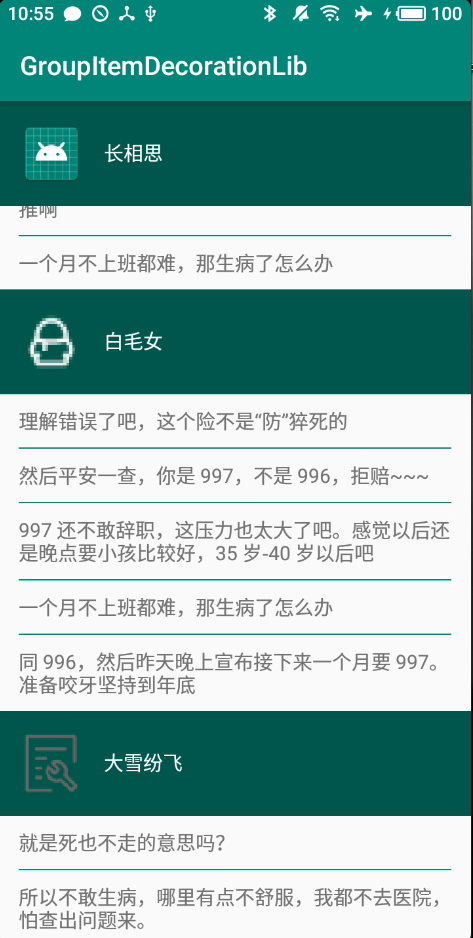 10:55
100
GroupItemDecorationLib
长相思
推啊
一个月不上班都难，那生病了怎么办
白毛女
理解错误了吧，这个险不是“防”猝死的
然后平安一查，你是 997，不是 996，拒赔~~~
997 还不敢辞职，这压力也太大了吧。感觉以后还
是晚点要小孩比较好，35 岁-40 岁以后吧
一个月不上班都难，那生病了怎么办
同 996，然后昨天晚上宣布接下来一个月要 997。
准备咬牙坚持到年底
大雪纷飞
就是死也不走的意思吗？
所以不敢生病，哪里有点不舒服，我都不去医院，
怕查出问题来。